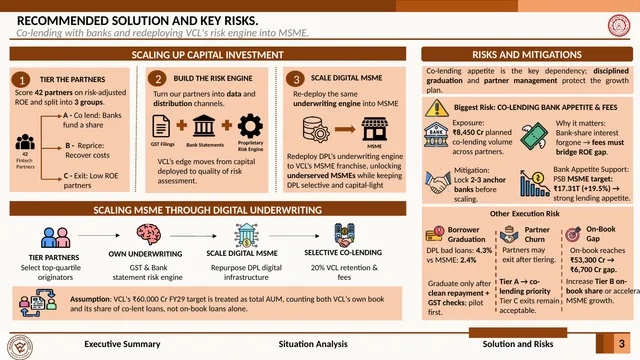 RECOMMENDED SOLUTION AND KEY RISKS.
Co-lending with banks and redeploying VCL's risk engine into MSME.
SCALING UP CAPITAL INVESTMENT
1
TIER THE PARTNERS
Score 42 partners on risk-adjusted
ROE and split into 3 groups.
42
Fintech
Partners
A - Co lend: Banks
fund a share
B - Reprice:
Recover costs
C - Exit: Low ROE
partners
2
BUILD THE RISK ENGINE
Turn our partners into data and
distribution channels.
GST Filings
Bank Statements
Proprietary
Risk Engine
VCL's edge moves from capital
deployed to quality of risk
assessment.
3
SCALE DIGITAL MSME
Re-deploy the same
underwriting engine into MSME
MSME
Redeploy DPL's underwriting engine
to VCL's MSME franchise, unlocking
underserved MSMEs while keeping
DPL selective and capital-light
SCALING MSME THROUGH DIGITAL UNDERWRITING
TIER PARTNERS
Select top-quartile
originators
OWN UNDERWRITING
GST & Bank
statement risk engine
SCALE DIGITAL MSME
Repurpose DPL digital
infrastructure
SELECTIVE CO-LENDING
20% VCL retention &
fees
Assumption: VCL's ₹60,000 Cr FY29 target is treated as total AUM, counting both VCL's own book
and its share of co-lent loans, not on-book loans alone.
RISKS AND MITIGATIONS
Co-lending appetite is the key dependency; disciplined
graduation and partner management protect the growth
plan.
Biggest Risk: CO-LENDING BANK APPETITE & FEES
BANK
Exposure:
₹8,450 Cr planned
co-lending volume
across partners.
Why it matters:
Bank-share interest
forgone → fees must
bridge ROE gap.
Mitigation:
Lock 2-3 anchor
banks before
scaling.
Bank Appetite Support:
PSB MSME target:
₹17.31T (+19.5%) →
strong lending appetite.
Other Execution Risk
Borrower
Graduation
DPL bad loans: 4.3%
vs MSME: 2.4%
Graduate only after
clean repayment +
GST checks; pilot
first.
Partner
Churn
Partners may
exit after tiering.
Tier A → co-
lending priority
Tier C exits remain
acceptable.
On-Book
Gap
On-book reaches
₹53,300 Cr →
₹6,700 Cr gap.
Increase Tier B on-
book share or accelera
MSME growth.
Executive Summary
Situation Analysis
Solution and Risks
3